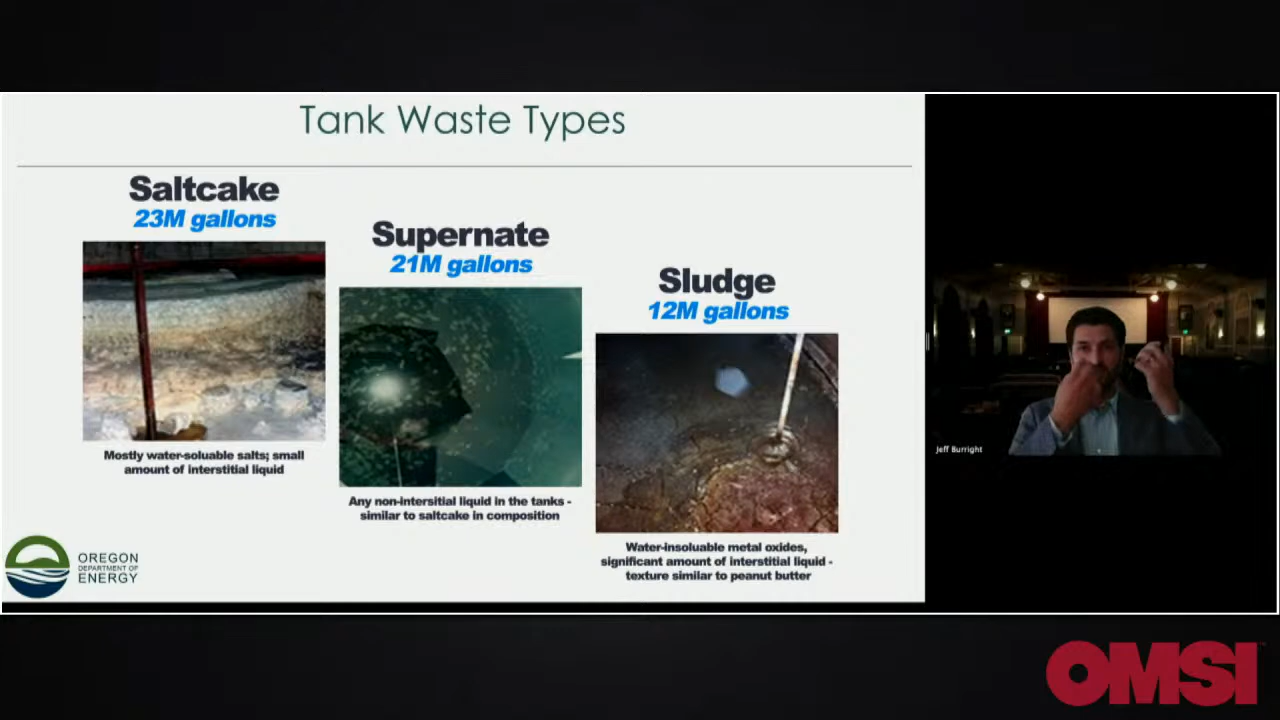 Tank Waste Types
Saltcake
23M gallons
Mostly water-soluable salts; small
amount of interstitial liquid
Supernate
21M gallons
Any non-intersitial liquid in the tanks -
similar to saltcake in composition
Sludge
12M gallons
Water-insoluable metal oxides,
significant amount of interstitial liquid -
texture similar to peanut butter
OREGON
DEPARTMENT OF
ENERGY
Jeff Burright
OMSI